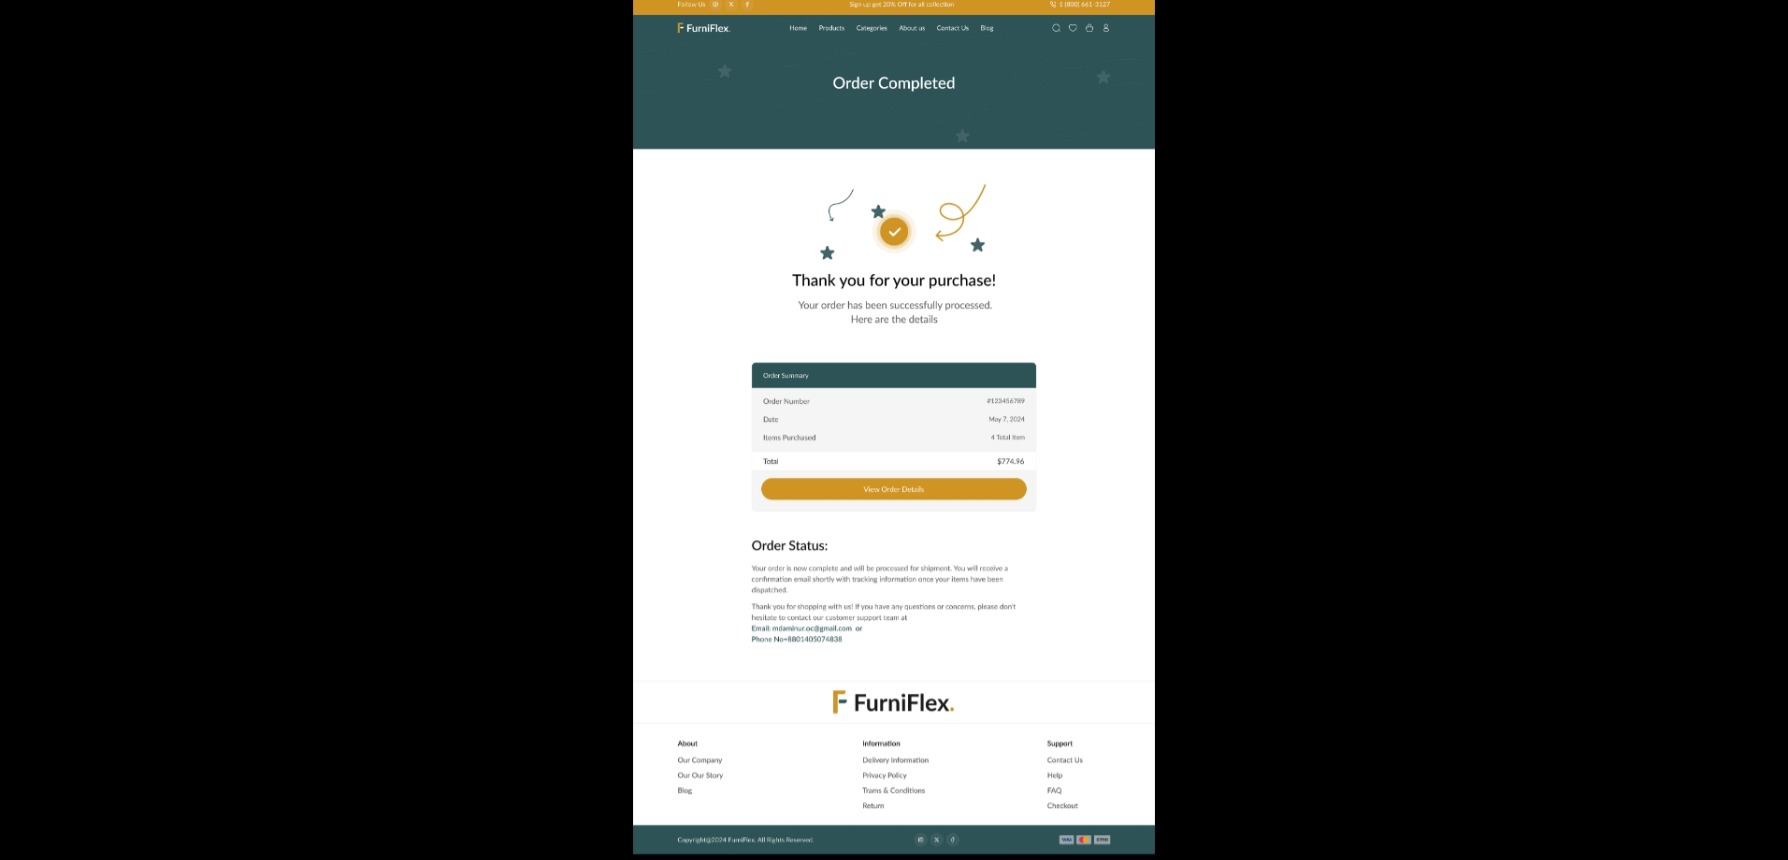 Follow Us
Sign up get 20% Off for all collection
1 (800) 661-3127
FurniFlex.
Home Products Categories About us Contact Us Blog
Order Completed
Thank you for your purchase!
Your order has been successfully processed.
Here are the details
Order Summary
Order Number #123456789
Date May 7, 2024
Items Purchased 4 Total Item
Total $774.96
View Order Details
Order Status:
Your order is now complete and will be processed for shipment. You will receive a
confirmation email shortly with tracking information once your items have been
dispatched.
Thank you for shopping with us! If you have any questions or concerns, please don't
hesitate to contact our customer support team at
Email: mdaminur.oc@gmail.com or
Phone No=8801405074838
FurniFlex.
About
Our Company
Our Our Story
Blog
Information
Delivery Information
Privacy Policy
Trams & Conditions
Return
Support
Contact Us
Help
FAQ
Checkout
Copyright@2024 FurniFlex. All Rights Reserved.
VISA